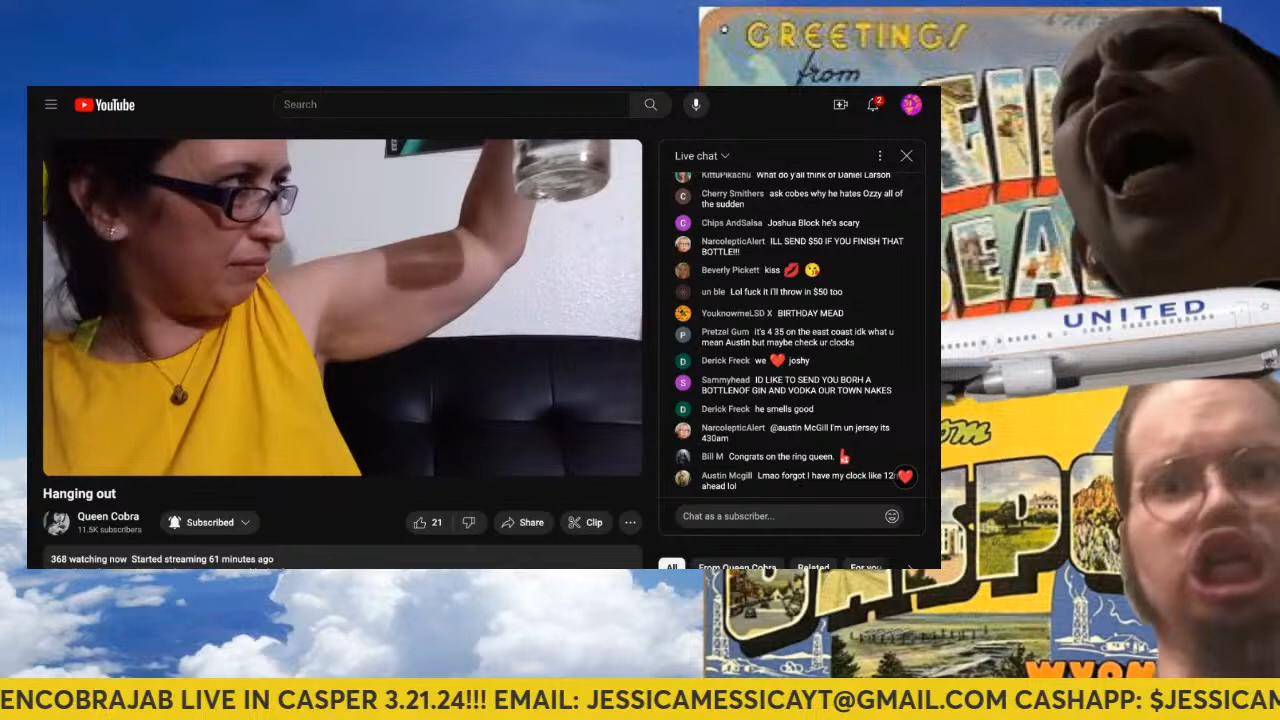 GREETINGS
from
YouTube
Search
2
Live chat
KittuPikachu What do y'all think of Daniel Larson
Cherry Smithers ask cobes why he hates Ozzy all of
the sudden
C Chips AndSalsa Joshua Block he's scary
NarcolepticAlert ILL SEND $50 IF YOU FINISH THAT
BOTTLE!!!
Beverly Pickett kiss 💋 😘
un ble Lol fuck it i'll throw in $50 too
YouknowmeLSD X BIRTHDAY MEAD
P Pretzel Gum it's 4 35 on the east coast idk what u
mean Austin but maybe check ur clocks
D Derick Freck we ❤️ joshy
S Sammyhead ID LIKE TO SEND YOU BORH A
BOTTLENOF GIN AND VODKA OUR TOWN NAKES
D Derick Freck he smells good
NarcolepticAlert @austin McGill I'm un jersey its
430am
Bill M Congrats on the ring queen.
Austin Mcgill Lmao forgot I have my clock like 12
ahead lol
Chat as a subscriber...
UNITED
Hanging out
Queen Cobra
11.5K subscribers
Subscribed
21
Share
Clip
368 watching now Started streaming 61 minutes ago
All From Queen Cobra Related For you
ENCOBRAJAB LIVE IN CASPER 3.21.24!!! EMAIL: JESSICAMESSICAYT@GMAIL.COM CASHAPP: $JESSICAM